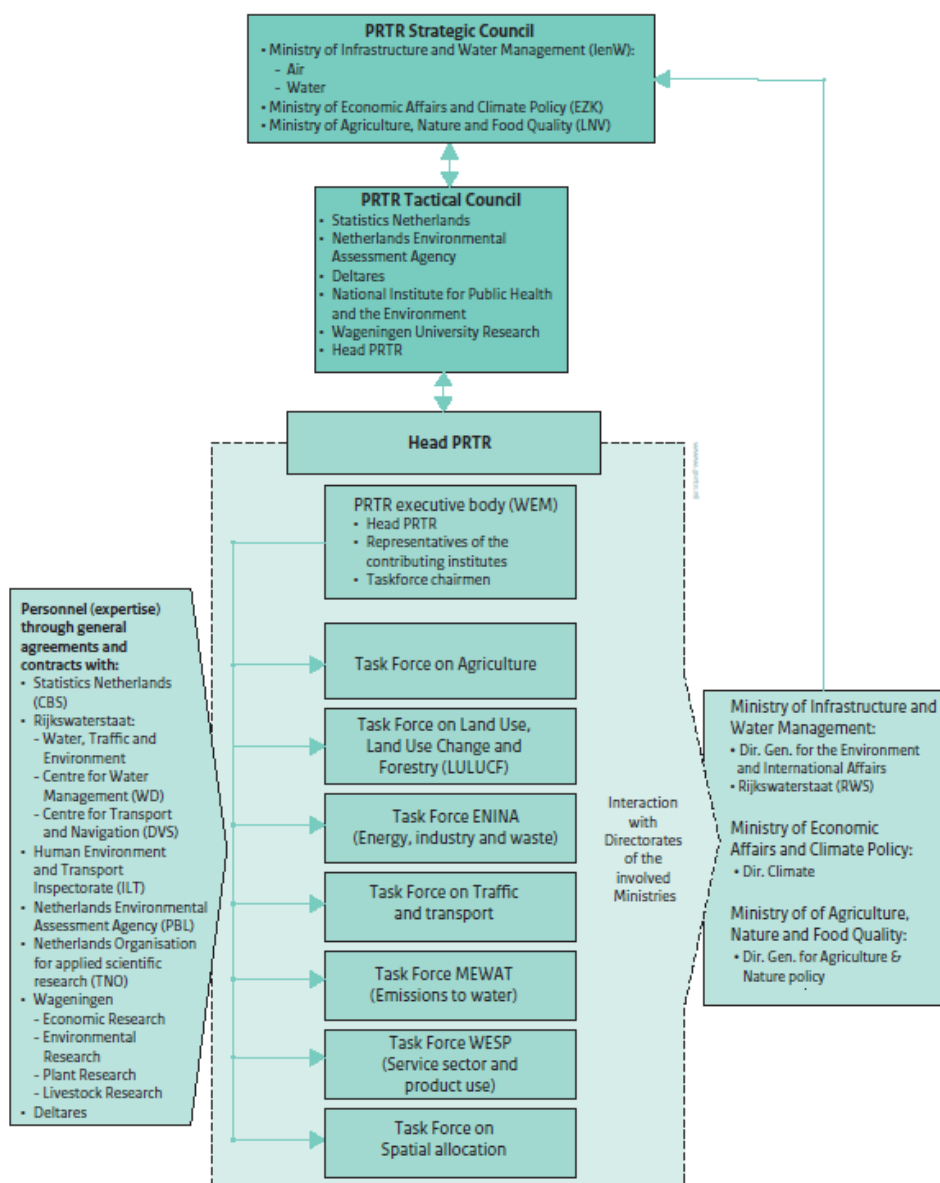 PRTR Strategic Council
• Ministry of Infrastructure and Water Management (IenW):
- Air
- Water
• Ministry of Economic Affairs and Climate Policy (EZK)
• Ministry of Agriculture, Nature and Food Quality (LNV)
PRTR Tactical Council
• Statistics Netherlands
• Netherlands Environmental
Assessment Agency
• Deltares
• National Institute for Public Health
and the Environment
• Wageningen University Research
• Head PRTR
Head PRTR
www.prtr.nl
PRTR executive body (WEM)
• Head PRTR
• Representatives of the
contributing institutes
• Taskforce chairmen
Task Force on Agriculture
Task Force on Land Use,
Land Use Change and
Forestry (LULUCF)
Task Force ENINA
(Energy, industry and waste)
Task Force on Traffic
and transport
Task Force MEWAT
(Emissions to water)
Task Force WESP
(Service sector and
product use)
Task Force on
Spatial allocation
Personnel (expertise)
through general
agreements and
contracts with:
• Statistics Netherlands
(CBS)
• Rijkswaterstaat:
- Water, Traffic and
Environment
- Centre for Water
Management (WD)
- Centre for Transport
and Navigation (DVS)
• Human Environment
and Transport
Inspectorate (ILT)
• Netherlands Environmental
Assessment Agency (PBL)
• Netherlands Organisation
for applied scientific
research (TNO)
• Wageningen
- Economic Research
- Environmental
Research
- Plant Research
- Livestock Research
• Deltares
Interaction
with
Directorates
of the
involved
Ministries
Ministry of Infrastructure and
Water Management:
• Dir. Gen. for the Environment
and International Affairs
• Rijkswaterstaat (RWS)
Ministry of Economic
Affairs and Climate Policy:
• Dir. Climate
Ministry of of Agriculture,
Nature and Food Quality:
• Dir. Gen. for Agriculture &
Nature policy